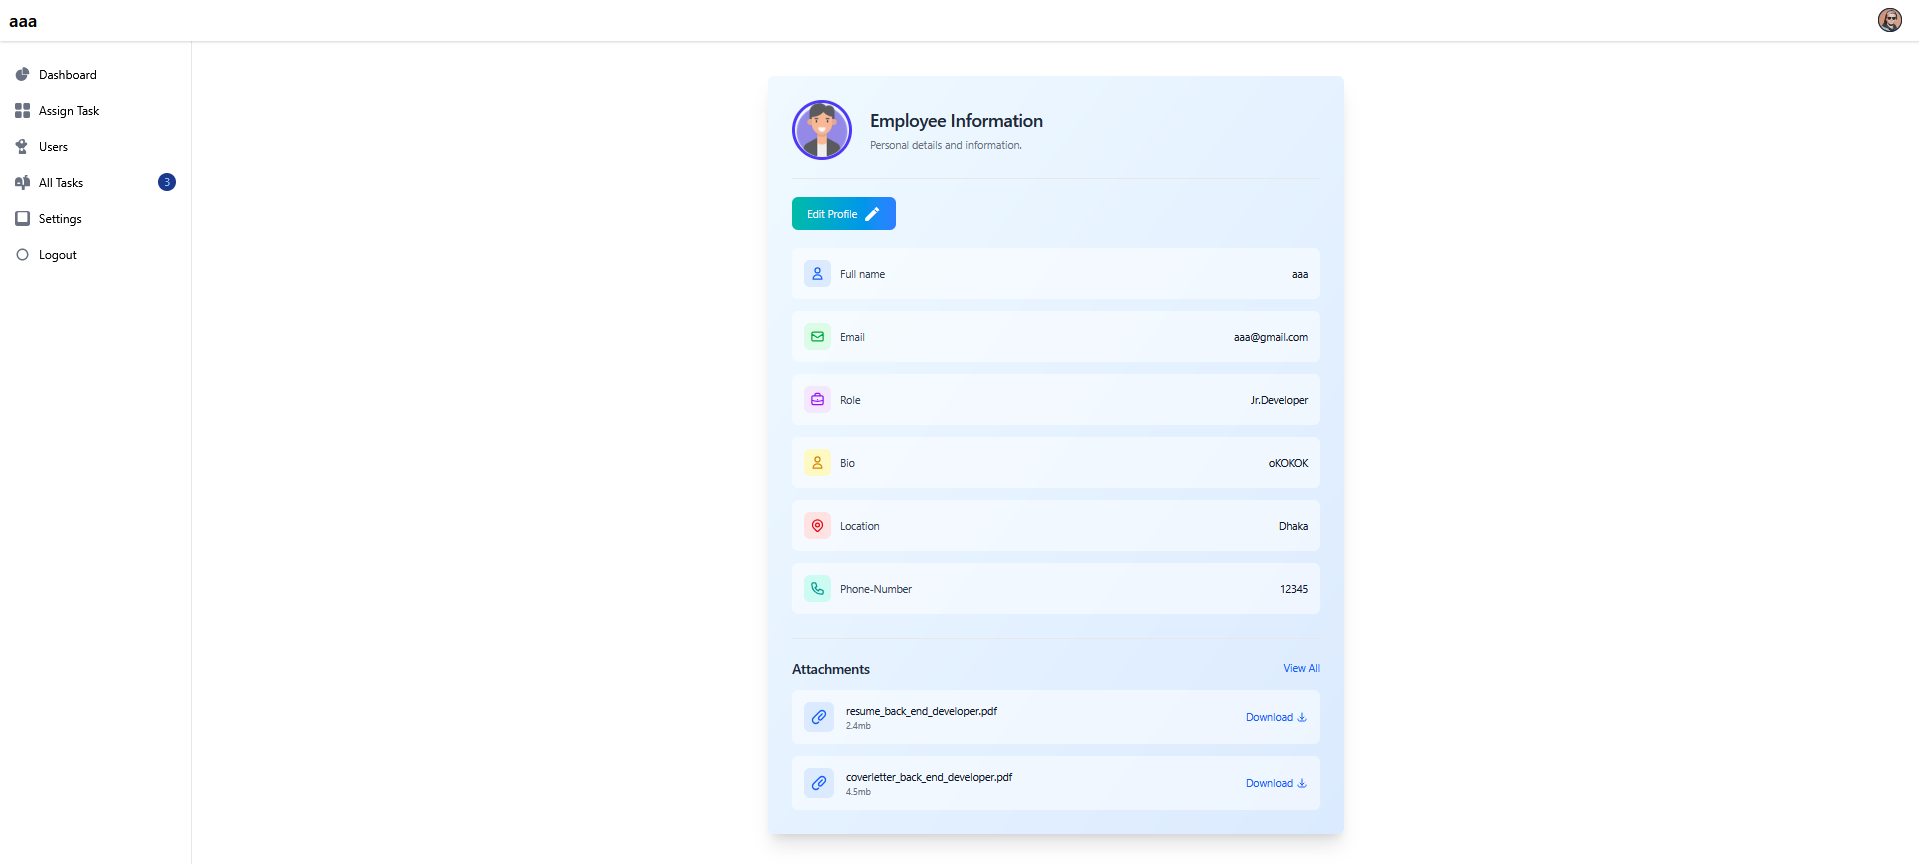 aaa
Dashboard
Assign Task
Users
All Tasks 3
Settings
Logout
Employee Information
Personal details and information.
Edit Profile
Full name aaa
Email aaa@gmail.com
Role Jr.Developer
Bio oKOKOK
Location Dhaka
Phone-Number 12345
Attachments View All
resume_back_end_developer.pdf
2.4mb
Download
coverletter_back_end_developer.pdf
4.5mb
Download